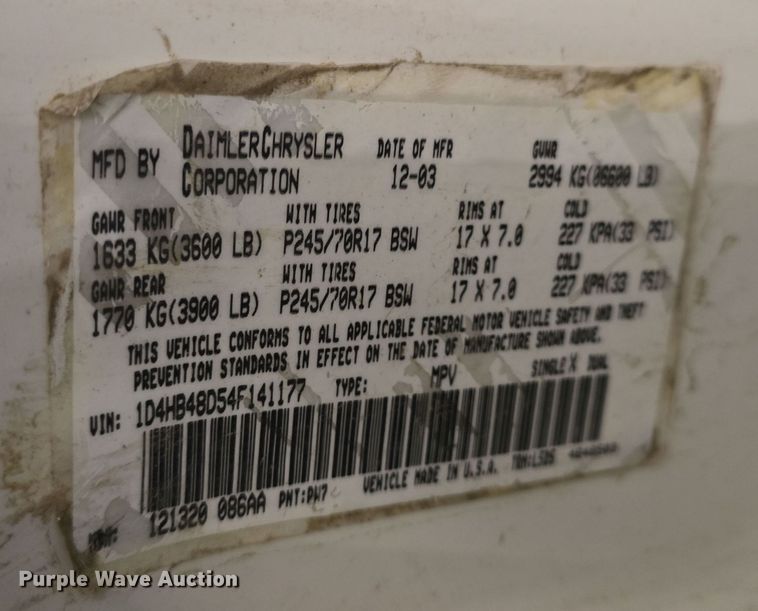 MFD BY DAIMLERCHRYSLER CORPORATION DATE OF MFR 12-03 GVWR 2994 KG(06600 LB)
GAWR FRONT WITH TIRES RIMS AT COLD
1633 KG(3600 LB) P245/70R17 BSW 17 X 7.0 227 KPA(33 PSI)
GAWR REAR WITH TIRES RIMS AT COLD
1770 KG(3900 LB) P245/70R17 BSW 17 X 7.0 227 KPA(33 PSI)
THIS VEHICLE CONFORMS TO ALL APPLICABLE FEDERAL MOTOR VEHICLE SAFETY AND THEFT
PREVENTION STANDARDS IN EFFECT ON THE DATE OF MANUFACTURE SHOWN ABOVE.
VIN: 1D4HB48D54F141177 TYPE: MPV SINGLE X DUAL
MDH: 121320 086AA PNT:PW7 VEHICLE MADE IN U.S.A. TRM:L5D5
Purple Wave Auction